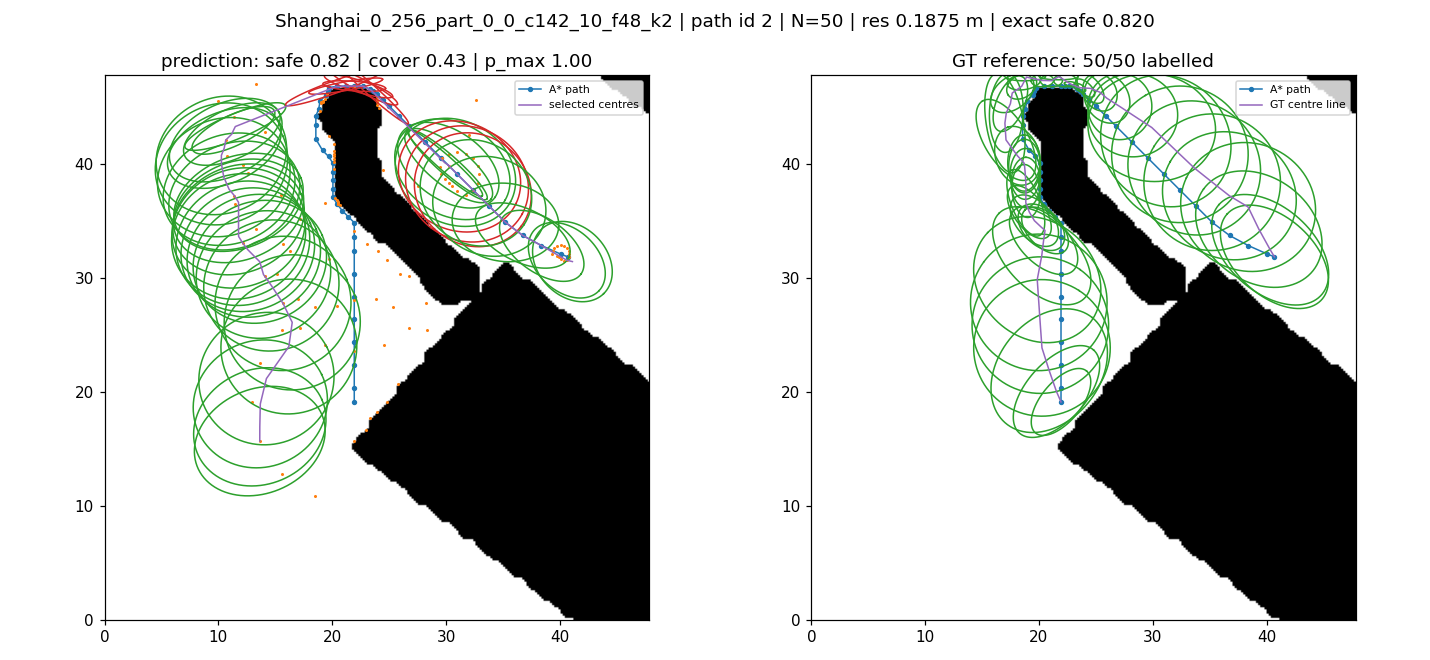 Shanghai_0_256_part_0_0_c142_10_f48_k2 | path id 2 | N=50 | res 0.1875 m | exact safe 0.820
prediction: safe 0.82 | cover 0.43 | p_max 1.00
A* path
selected centres
40
30
20
10
0
0
10
20
30
40
GT reference: 50/50 labelled
A* path
GT centre line
40
30
20
10
0
0
10
20
30
40